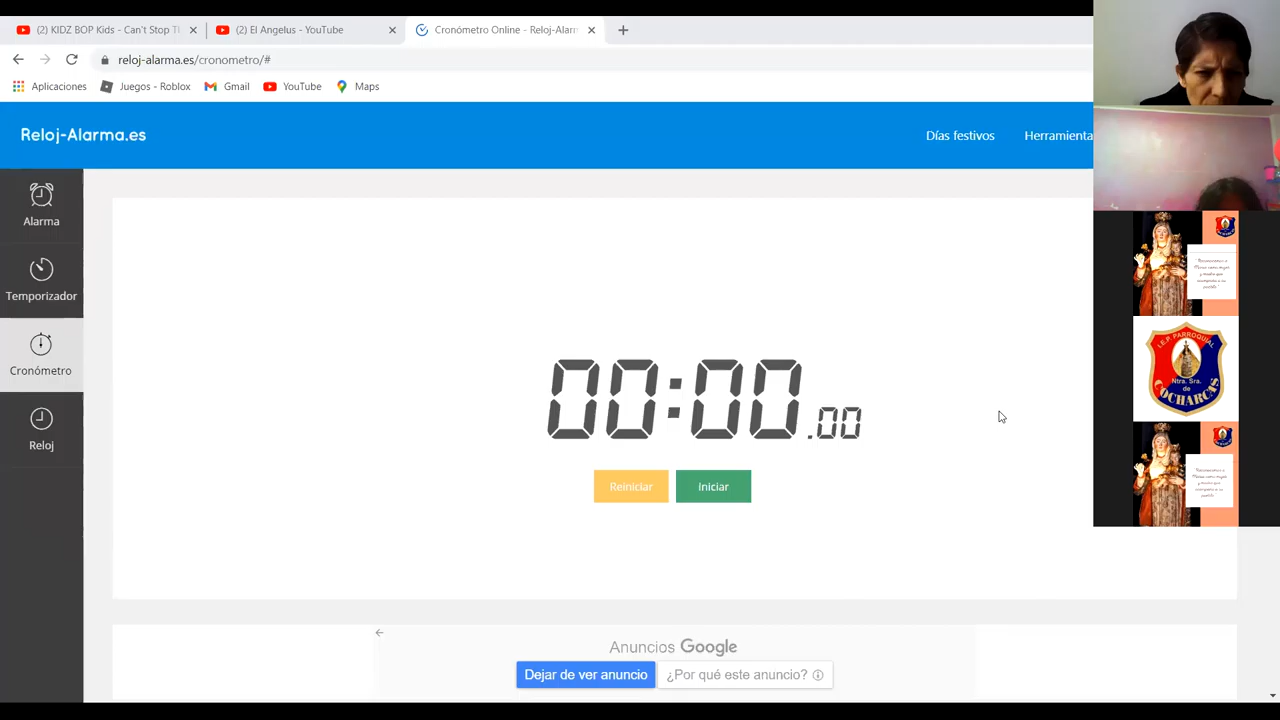 (2) KIDZ BOP Kids - Can't Stop T
(2) El Angelus - YouTube
Cronómetro Online - Reloj-Alarm
reloj-alarma.es/cronometro/#
Aplicaciones
Juegos - Roblox
Gmail
YouTube
Maps
Reloj-Alarma.es
Días festivos
Herramienta
Alarma
Temporizador
Cronómetro
Reloj
00:00.00
Reiniciar
Iniciar
I.E.P. PARROQUIAL
Ntra. Sra.
de
COCHARCAS
Anuncios Google
Dejar de ver anuncio
¿Por qué este anuncio?